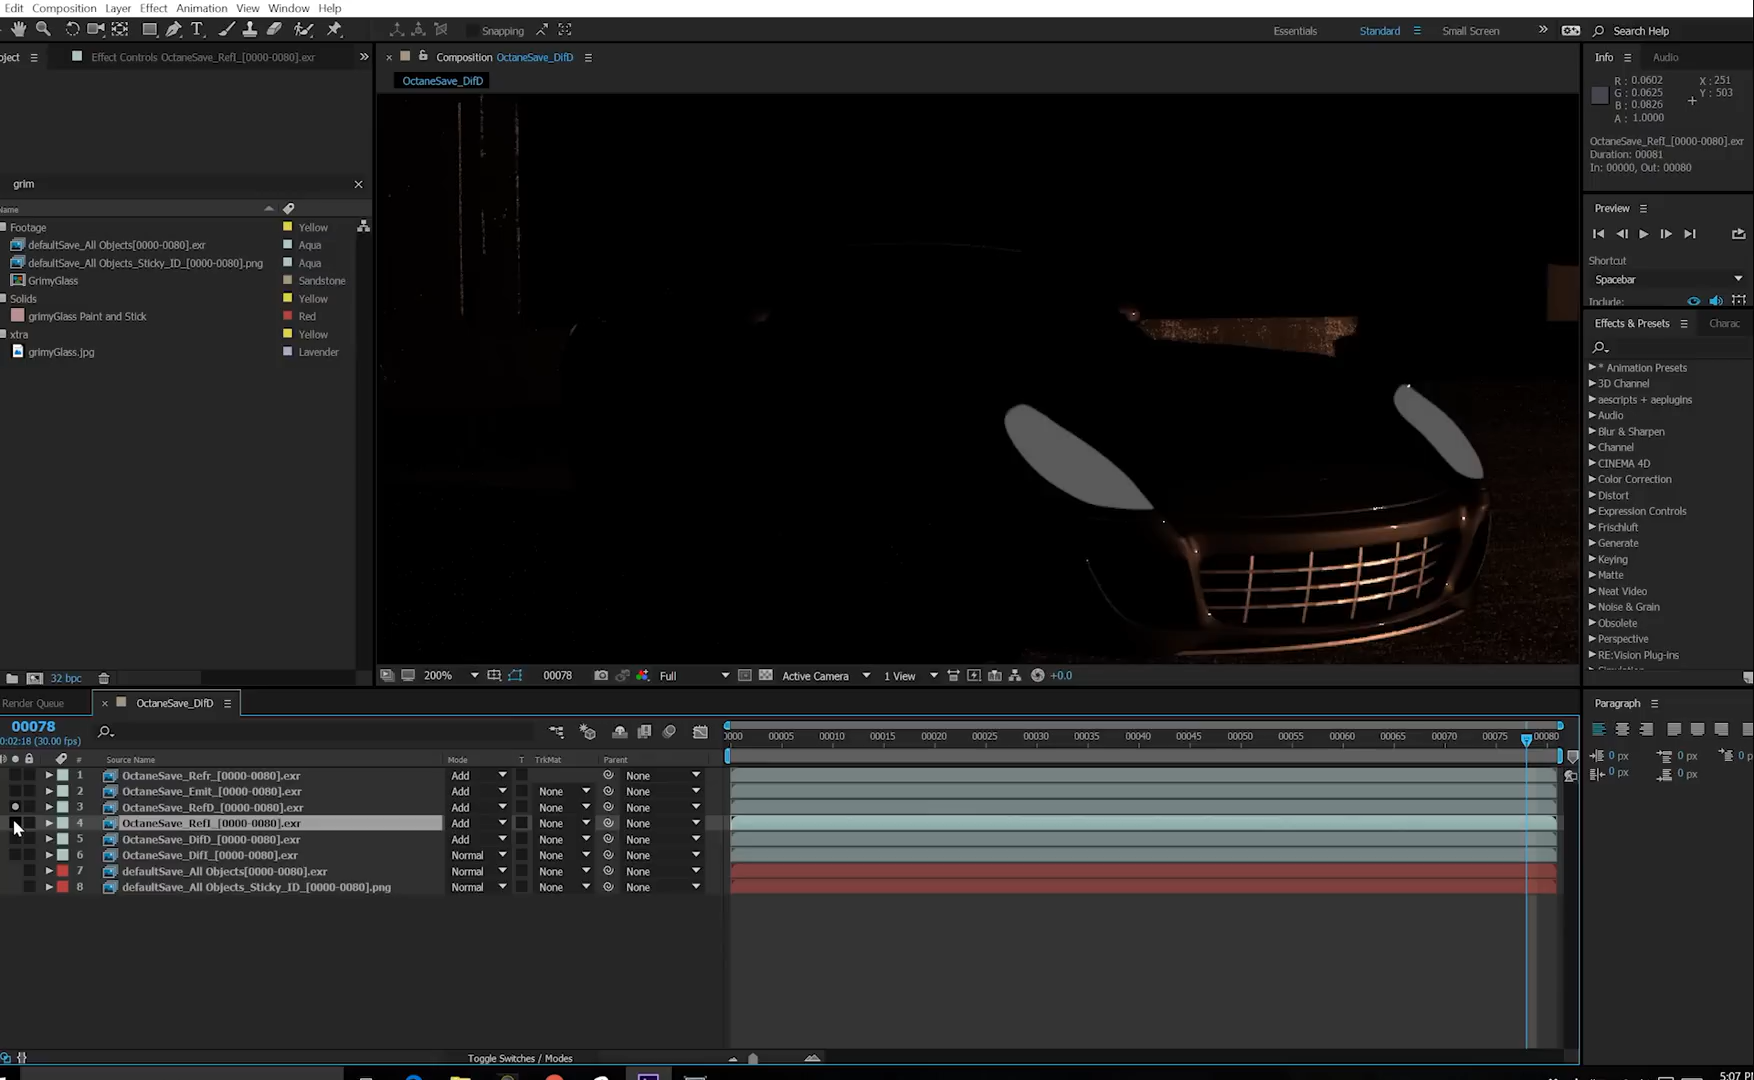 Edit Composition Layer Effect Animation View Window Help
Snapping
Essentials Standard Small Screen Search Help
Effect Controls OctaneSave_RefI_[0000-0080].exr
Composition OctaneSave_DifD
OctaneSave_DifD
Info Audio
R : 0.0602
G : 0.0625
B : 0.0826
A : 1.0000
X : 251
Y : 503
OctaneSave_RefI_[0000-0080].exr
Duration: 00081
In: 00000, Out: 00080
Preview
Shortcut
Spacebar
Include:
Effects & Presets Charac
* Animation Presets
3D Channel
aescripts + aeplugins
Audio
Blur & Sharpen
Channel
CINEMA 4D
Color Correction
Distort
Expression Controls
Frischluft
Generate
Keying
Matte
Neat Video
Noise & Grain
Obsolete
Perspective
RE:Vision Plug-ins
grim
Footage Yellow
defaultSave_All Objects[0000-0080].exr Aqua
defaultSave_All Objects_Sticky_ID_[0000-0080].png Aqua
GrimyGlass Sandstone
Solids Yellow
grimyGlass Paint and Stick Red
xtra Yellow
grimyGlass.jpg Lavender
32 bpc
200% 00078 Full Active Camera 1 View +0.0
Render Queue OctaneSave_DifD
00078
0:02:18 (30.00 fps)
00005 00010 00015 00020 00025 00030 00035 00040 00045 00050 00055 00060 00065 00070 00075 00080
# Source Name Mode T TrkMat Parent
1 OctaneSave_Refr_[0000-0080].exr Add None
2 OctaneSave_Emit_[0000-0080].exr Add None None
3 OctaneSave_RefD_[0000-0080].exr Add None None
4 OctaneSave_RefI_[0000-0080].exr Add None None
5 OctaneSave_DifD_[0000-0080].exr Add None None
6 OctaneSave_DifI_[0000-0080].exr Normal None None
7 defaultSave_All Objects[0000-0080].exr Normal None None
8 defaultSave_All Objects_Sticky_ID_[0000-0080].png Normal None None
Toggle Switches / Modes
Paragraph
0 px 0 px 0 p
0 px 0 px
5:07 P